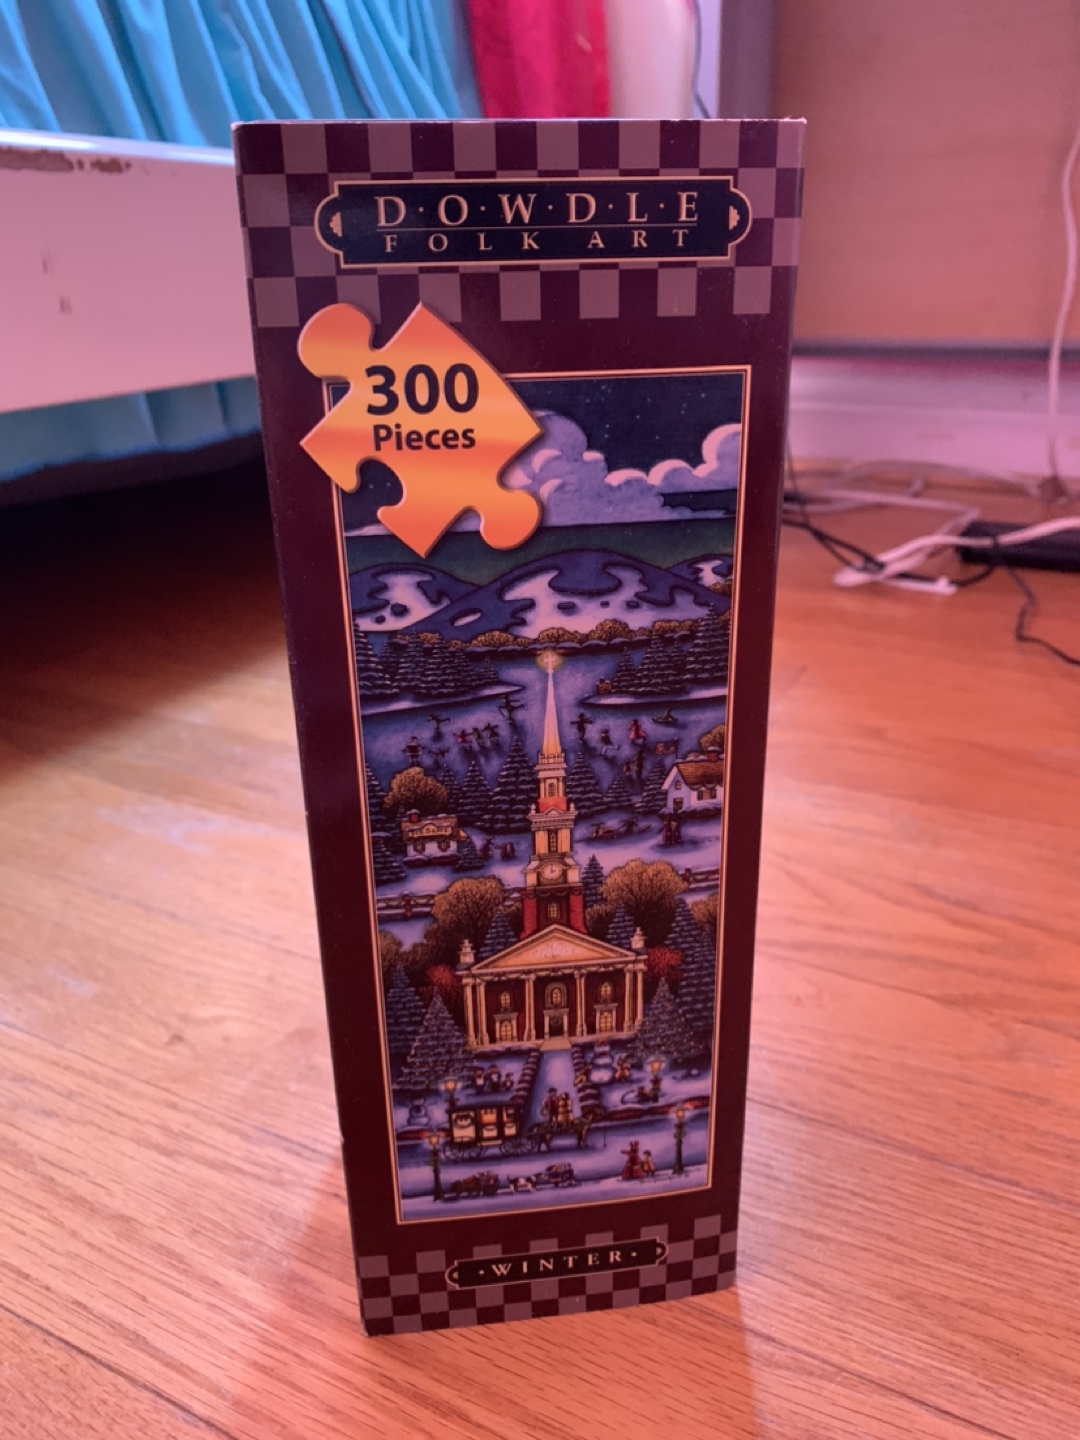 D·O·W·D·L·E
FOLK ART
300
Pieces
·WINTER·